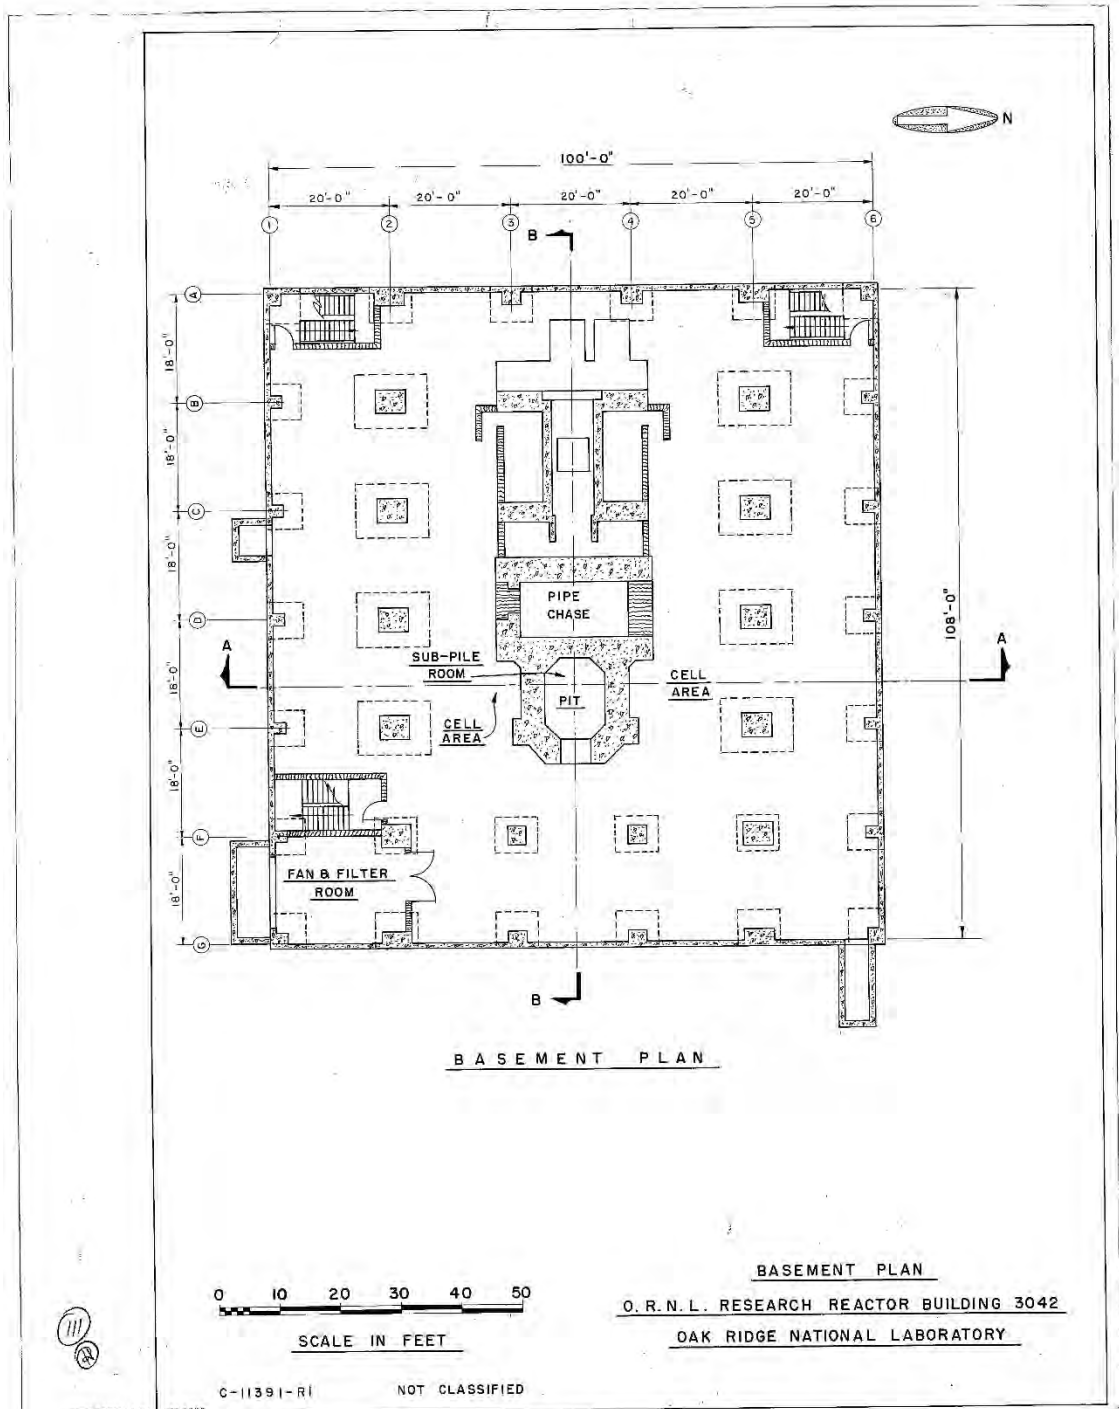 N
100'-0"
20'-0" 20'-0" 20'-0" 20'-0" 20'-0"
1 2 3 4 5 6
B
A
18'-0"
B
18'-0"
C
18'-0"
D
18'-0"
E
18'-0"
F
18'-0"
G
108'-0"
PIPE
CHASE
A
A
SUB-PILE
ROOM
CELL
AREA
PIT
CELL
AREA
FAN & FILTER
ROOM
B
BASEMENT PLAN
0 10 20 30 40 50
SCALE IN FEET
BASEMENT PLAN
O.R.N.L. RESEARCH REACTOR BUILDING 3042
OAK RIDGE NATIONAL LABORATORY
111
C-11391-R1 NOT CLASSIFIED